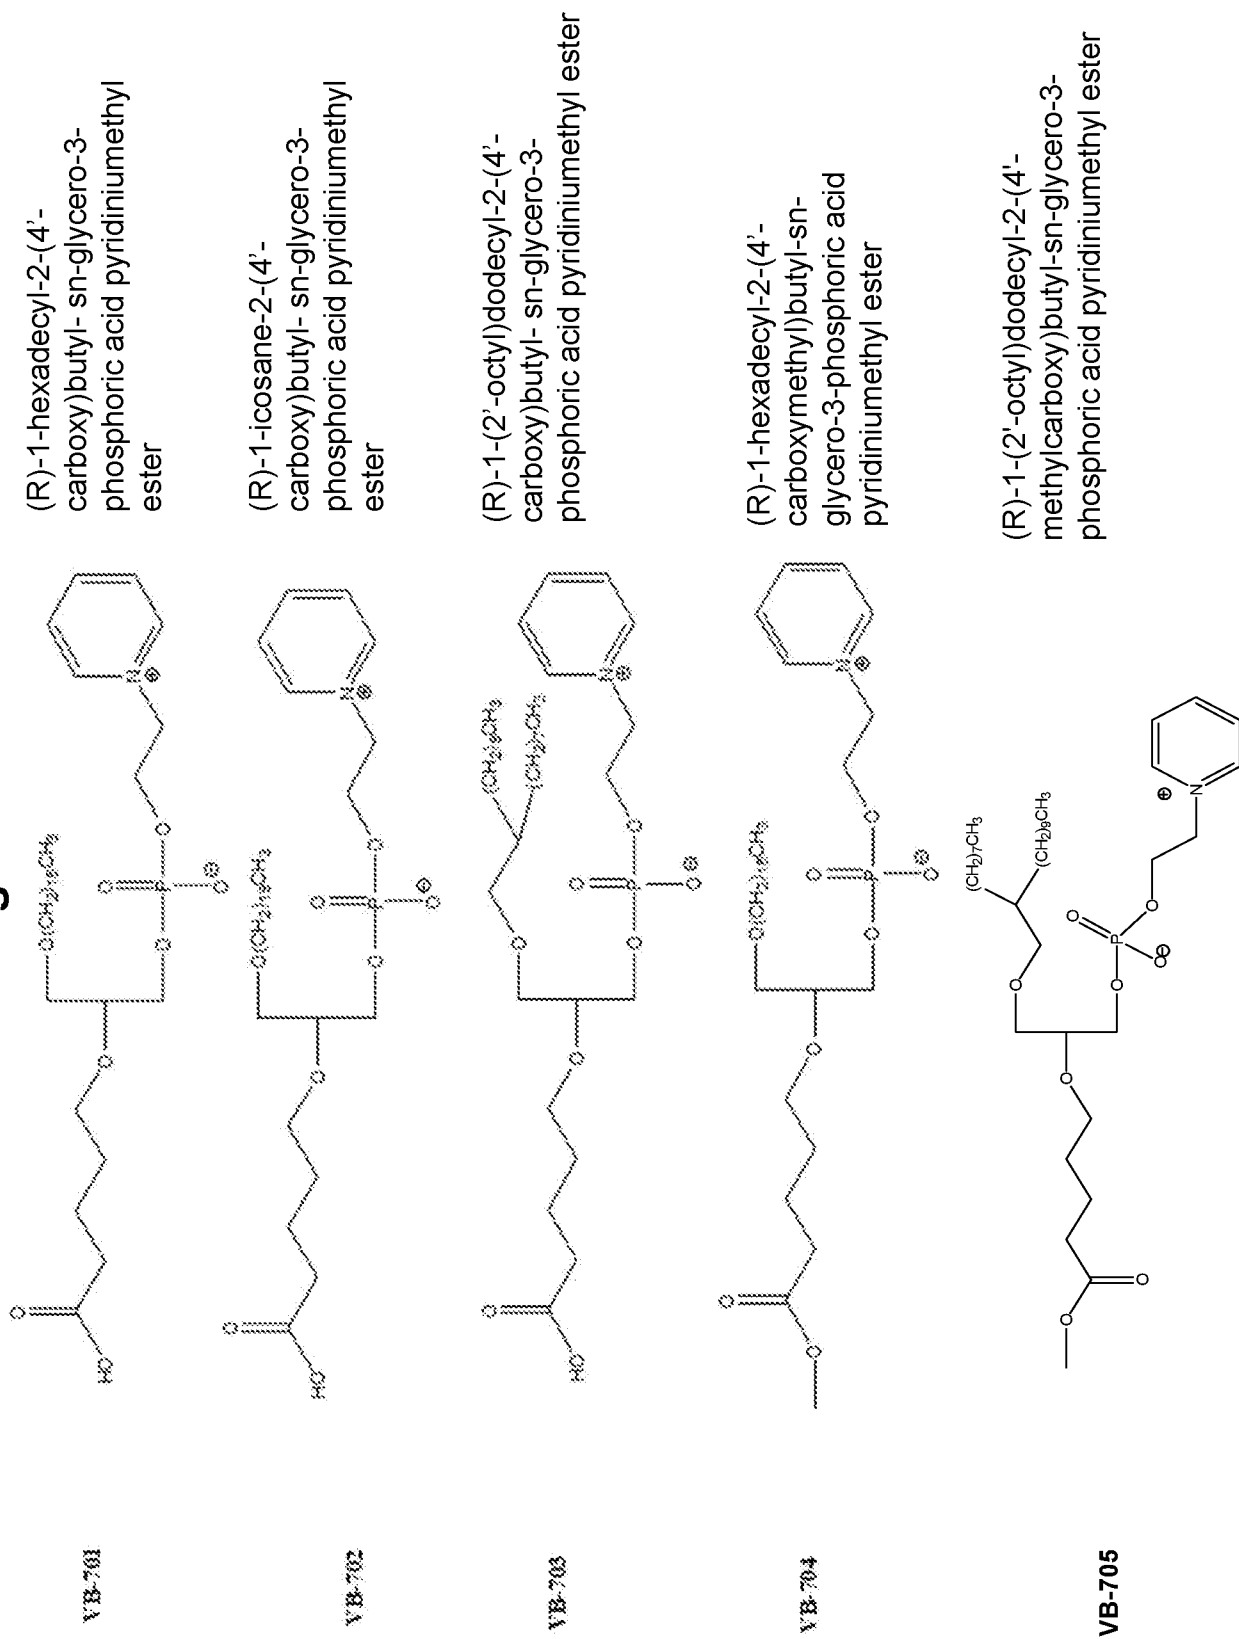 VB-701
(R)-1-hexadecyl-2-(4'-
carboxy)butyl- sn-glycero-3-
phosphoric acid pyridiniumethyl
ester
VB-702
(R)-1-icosane-2-(4'-
carboxy)butyl- sn-glycero-3-
phosphoric acid pyridiniumethyl
ester
VB-703
(R)-1-(2'-octyl)dodecyl-2-(4'-
carboxy)butyl- sn-glycero-3-
phosphoric acid pyridiniumethyl ester
VB-704
(R)-1-hexadecyl-2-(4'-
carboxymethyl)butyl-sn-
glycero-3-phosphoric acid
pyridiniumethyl ester
VB-705
(CH2)7CH3
(CH2)9CH3
(R)-1-(2'-octyl)dodecyl-2-(4'-
methylcarboxy)butyl-sn-glycero-3-
phosphoric acid pyridiniumethyl ester